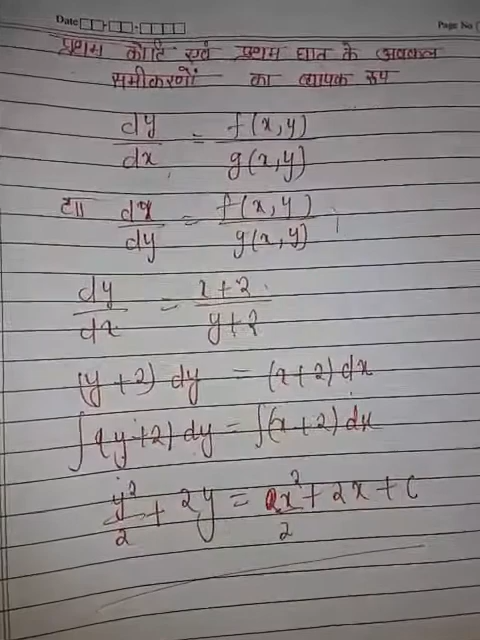 Date
Page No
प्रथम कोटि एवं प्रथम घात के अवकल
समीकरणों का व्यापक रूप
dy/dx = f(x,y)/g(x,y)
या dx/dy = f(x,y)/g(x,y)
dy/dx = x+2/y+2
(y+2) dy = (x+2) dx
∫(y+2) dy = ∫(x+2) dx
y²/2 + 2y = x²/2 + 2x + c